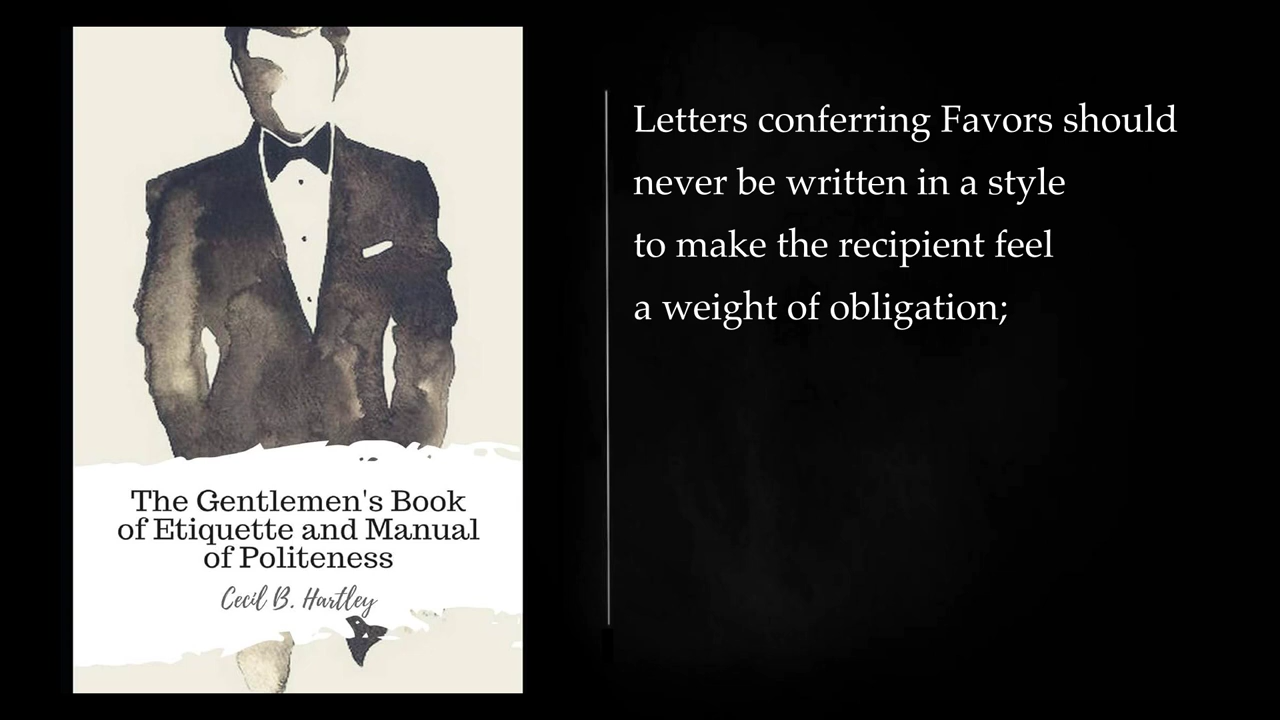 The Gentlemen's Book
of Etiquette and Manual
of Politeness
Cecil B. Hartley
Letters conferring Favors should
never be written in a style
to make the recipient feel
a weight of obligation;